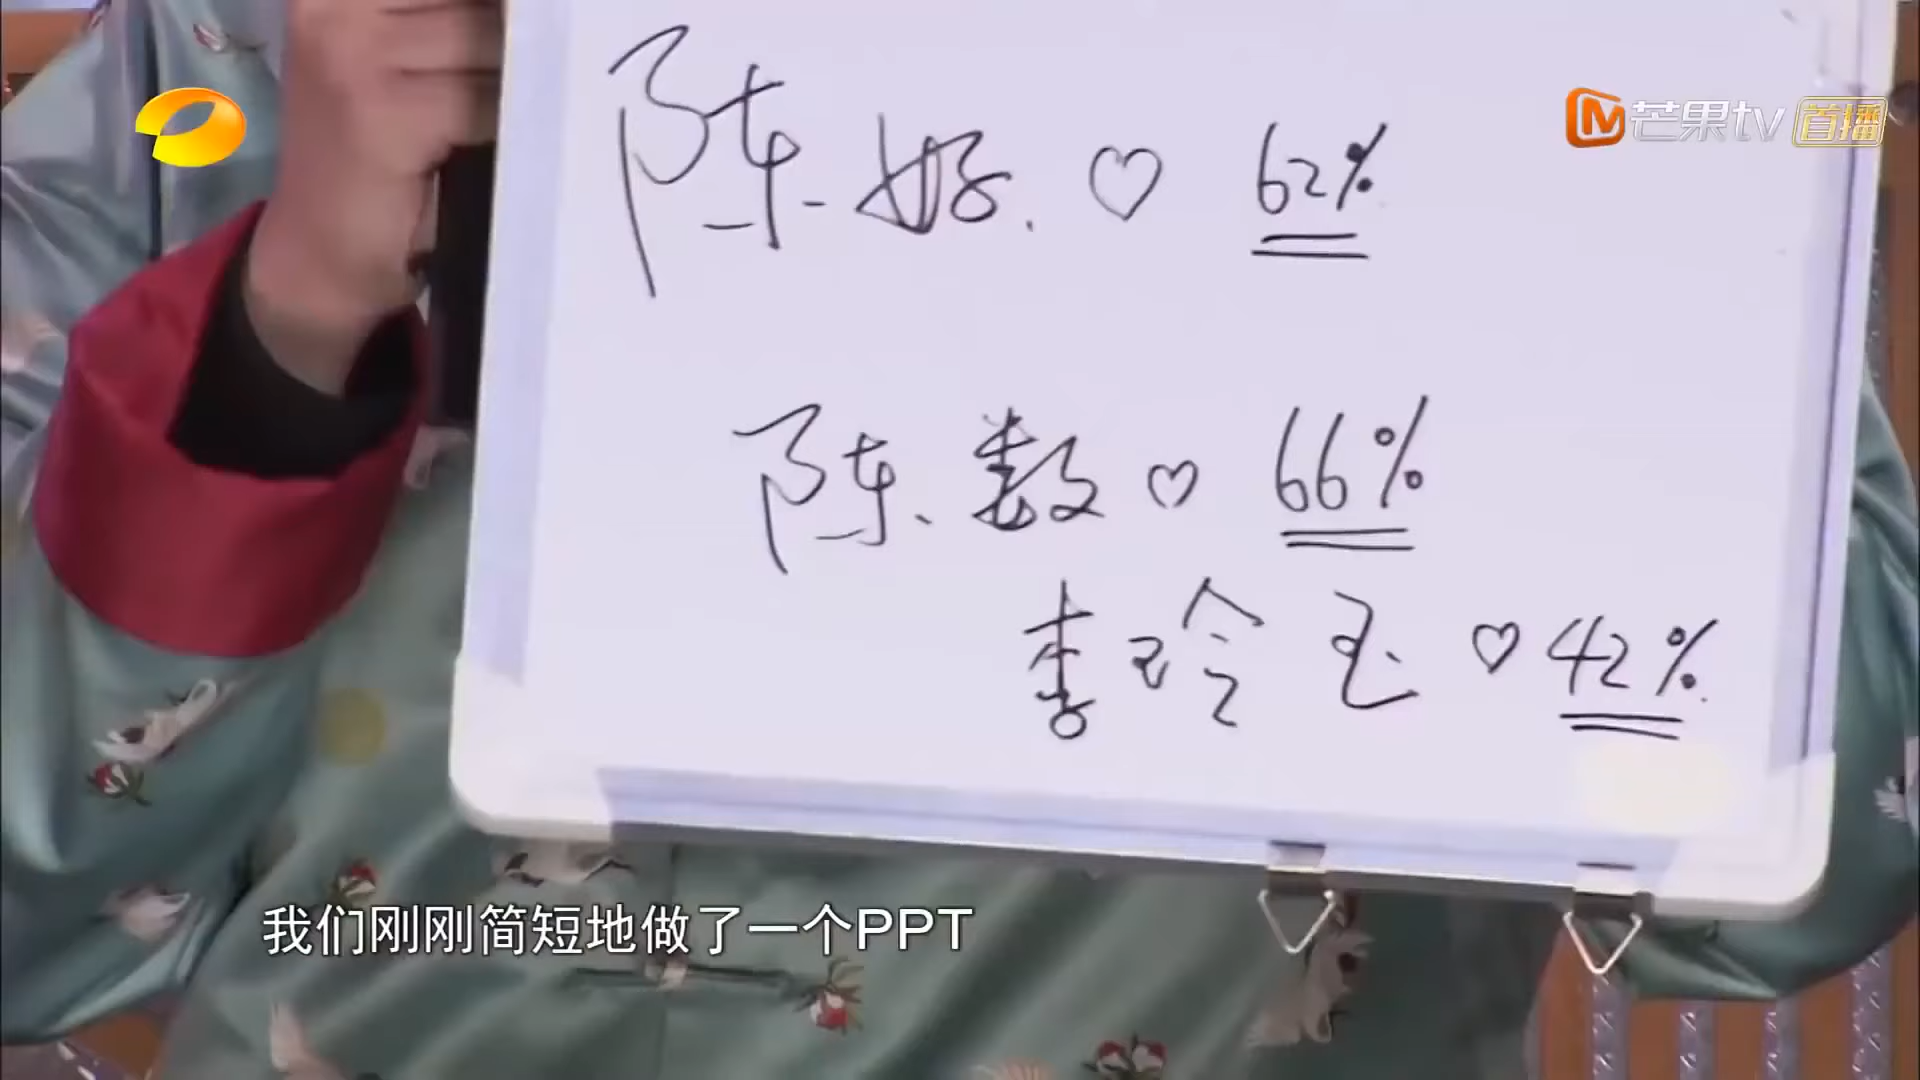 芒果tv 首播
陈好 ♡ 62%
陈数 ♡ 66%
李玲玉 ♡ 42%
我们刚刚简短地做了一个PPT